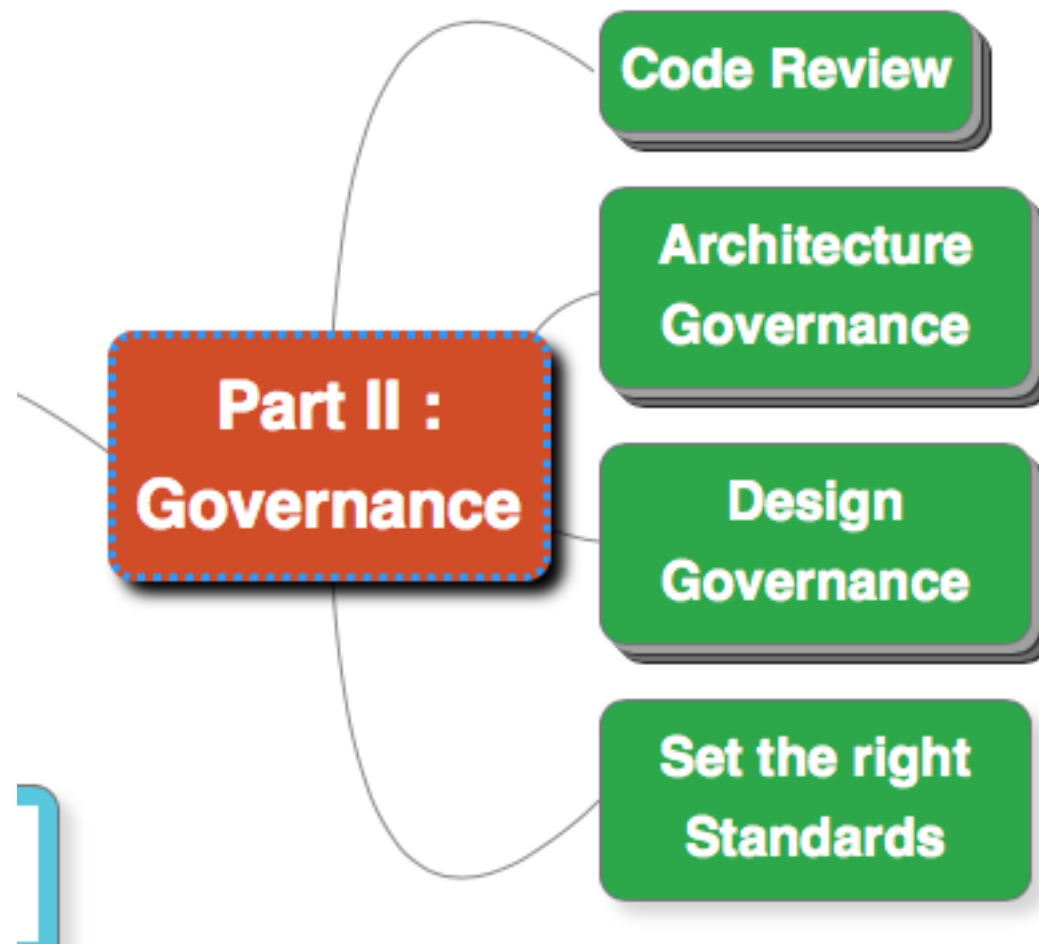 Code Review
Architecture
Governance
Part II :
Governance
Design
Governance
Set the right
Standards